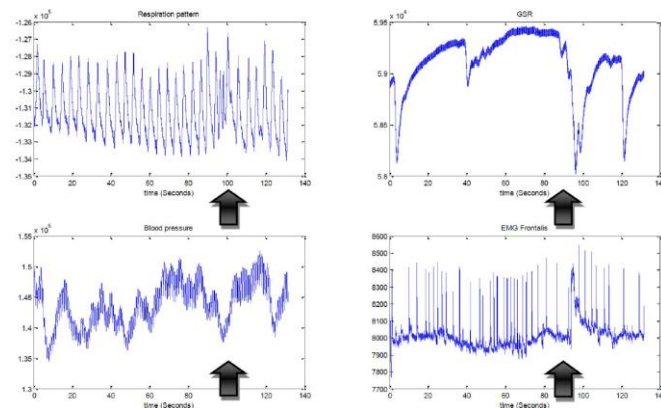 Respiration pattern
x 10^5
-1.26
-1.27
-1.28
-1.29
-1.3
-1.31
-1.32
-1.33
-1.34
-1.35
0 20 40 60 80 100 120 140
time (Seconds)
GSR
x 10^4
5.95
5.9
5.85
5.8
0 20 40 60 80 100 120 140
time (Seconds)
Blood pressure
x 10^5
1.55
1.5
1.45
1.4
1.35
1.3
0 20 40 60 80 100 120 140
time (Seconds)
EMG Frontalis
8600
8500
8400
8300
8200
8100
8000
7900
7800
7700
0 20 40 60 80 100 120 140
time (Seconds)